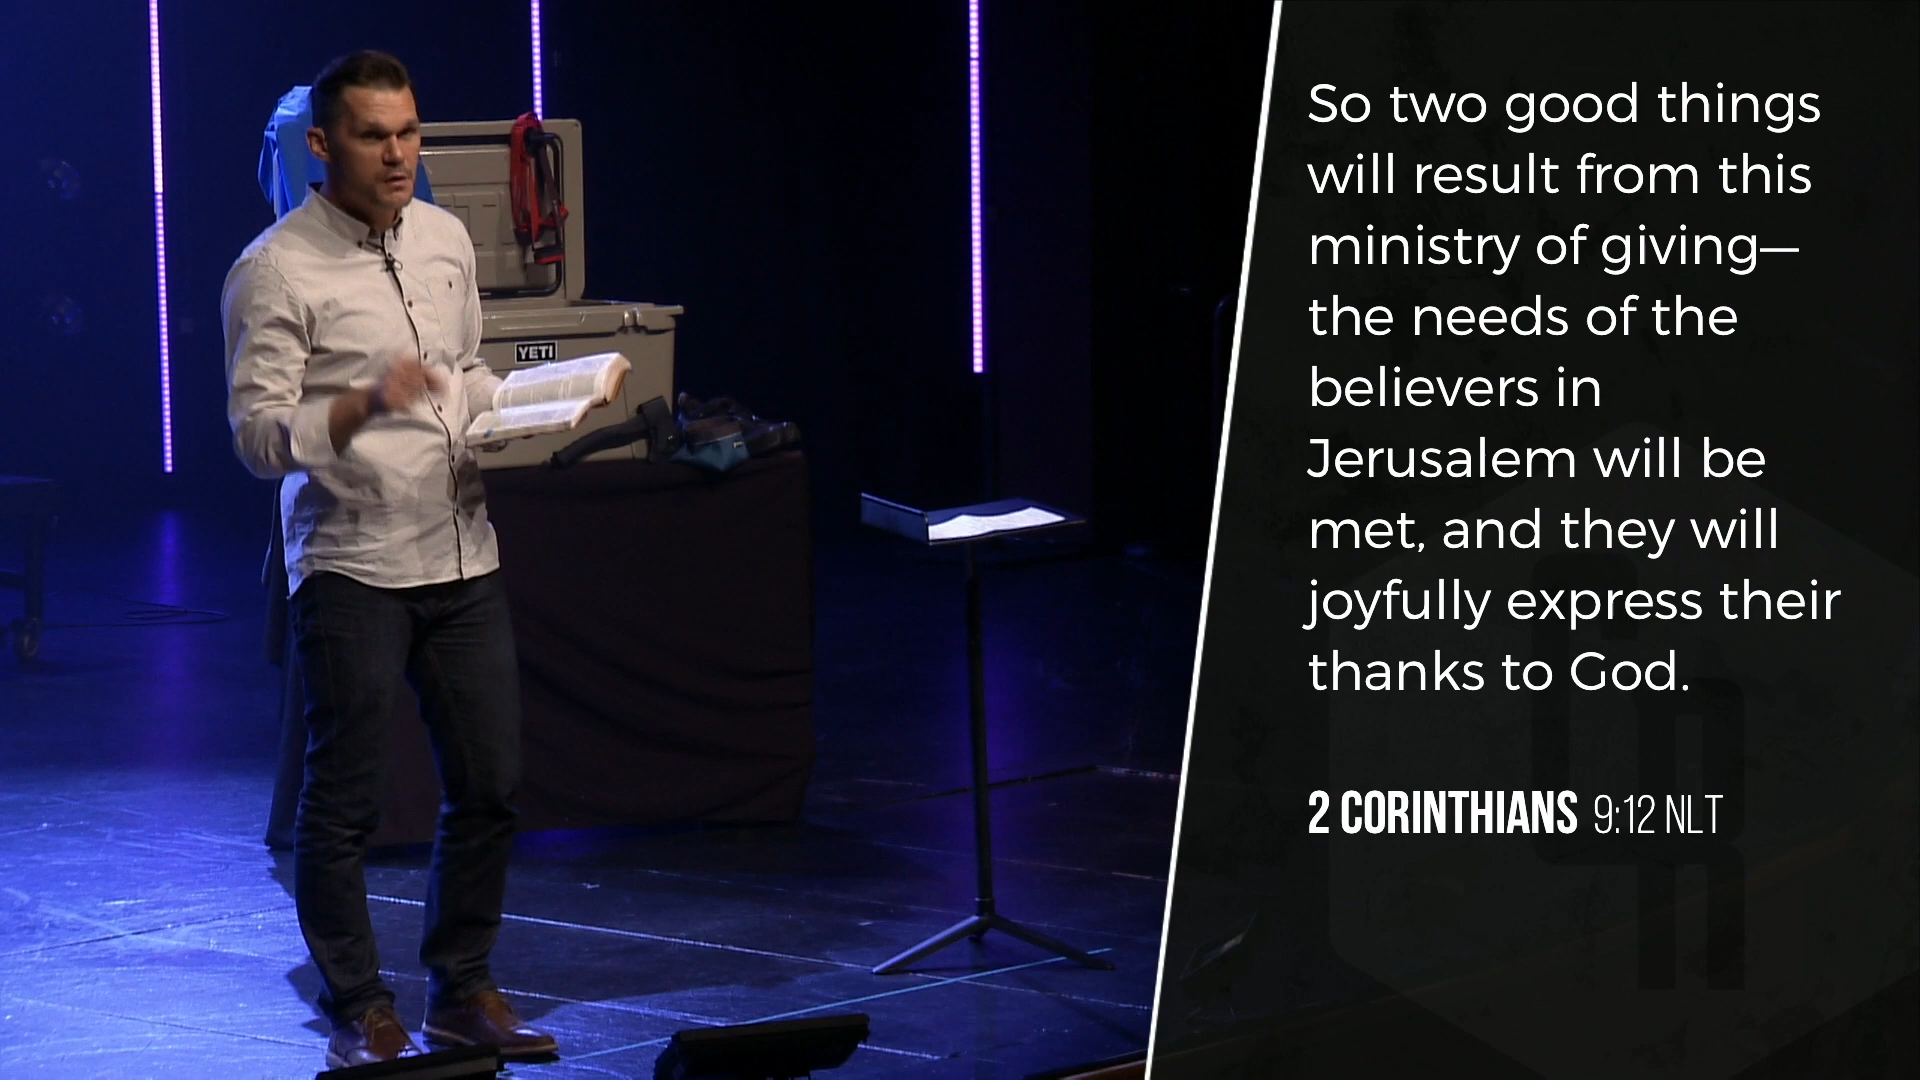 YETI
So two good things
will result from this
ministry of giving—
the needs of the
believers in
Jerusalem will be
met, and they will
joyfully express their
thanks to God.
2 CORINTHIANS 9:12 NLT